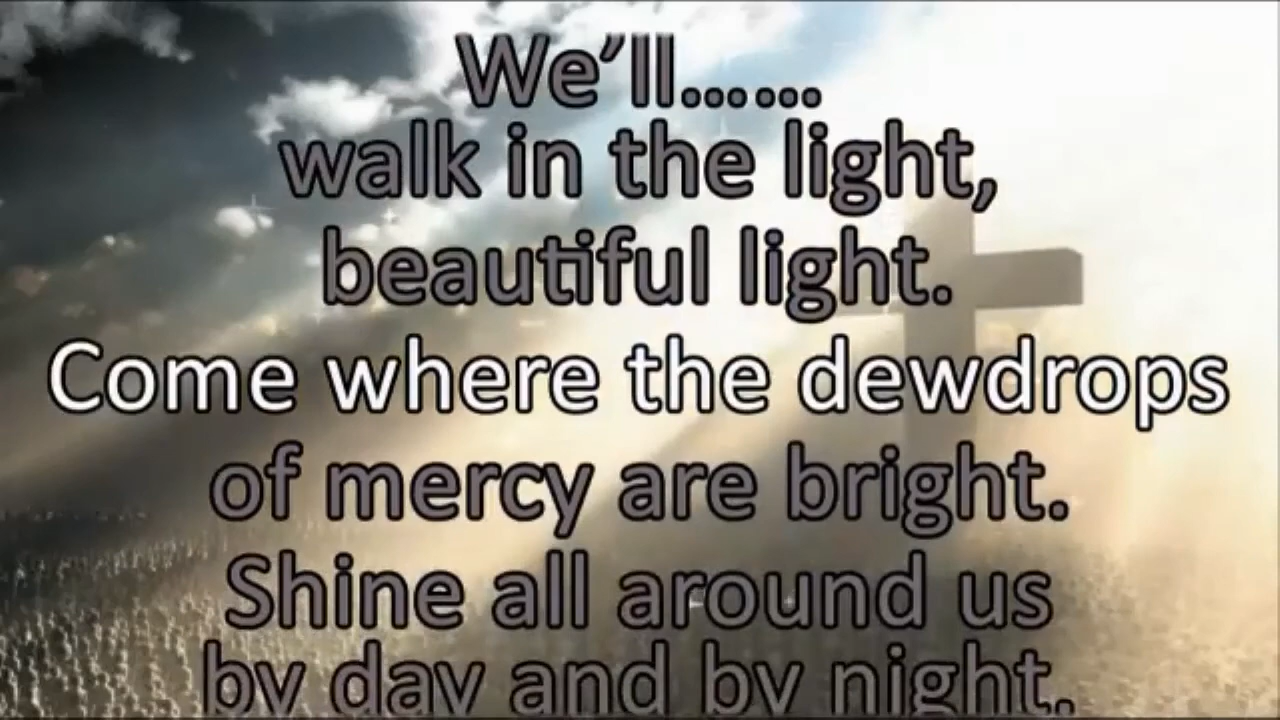 We’ll......
walk in the light,
beautiful light.
Come where the dewdrops
of mercy are bright.
Shine all around us
by day and by night.